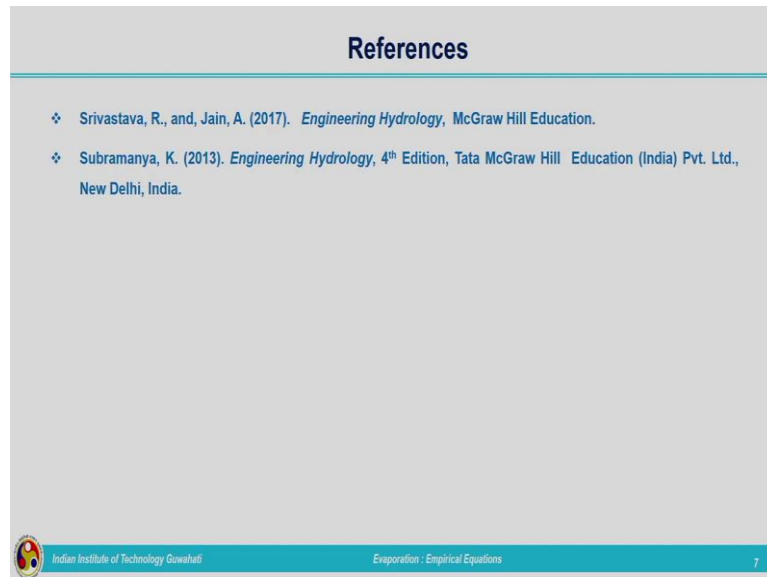 References
❖ Srivastava, R., and, Jain, A. (2017). Engineering Hydrology, McGraw Hill Education.
❖ Subramanya, K. (2013). Engineering Hydrology, 4th Edition, Tata McGraw Hill Education (India) Pvt. Ltd.,
New Delhi, India.
Indian Institute of Technology Guwahati
Evaporation : Empirical Equations
7